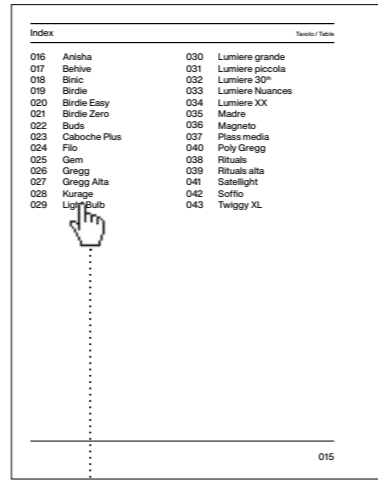 Index
Tavolo / Table
016 Anisha
017 Behive
018 Binic
019 Birdie
020 Birdie Easy
021 Birdie Zero
022 Buds
023 Caboche Plus
024 Filo
025 Gem
026 Gregg
027 Gregg Alta
028 Kurage
029 Light Bulb
030 Lumiere grande
031 Lumiere piccola
032 Lumiere 30th
033 Lumiere Nuances
034 Lumiere XX
035 Madre
036 Magneto
037 Plass media
040 Poly Gregg
038 Rituals
039 Rituals alta
041 Satellight
042 Soffio
043 Twiggy XL
015